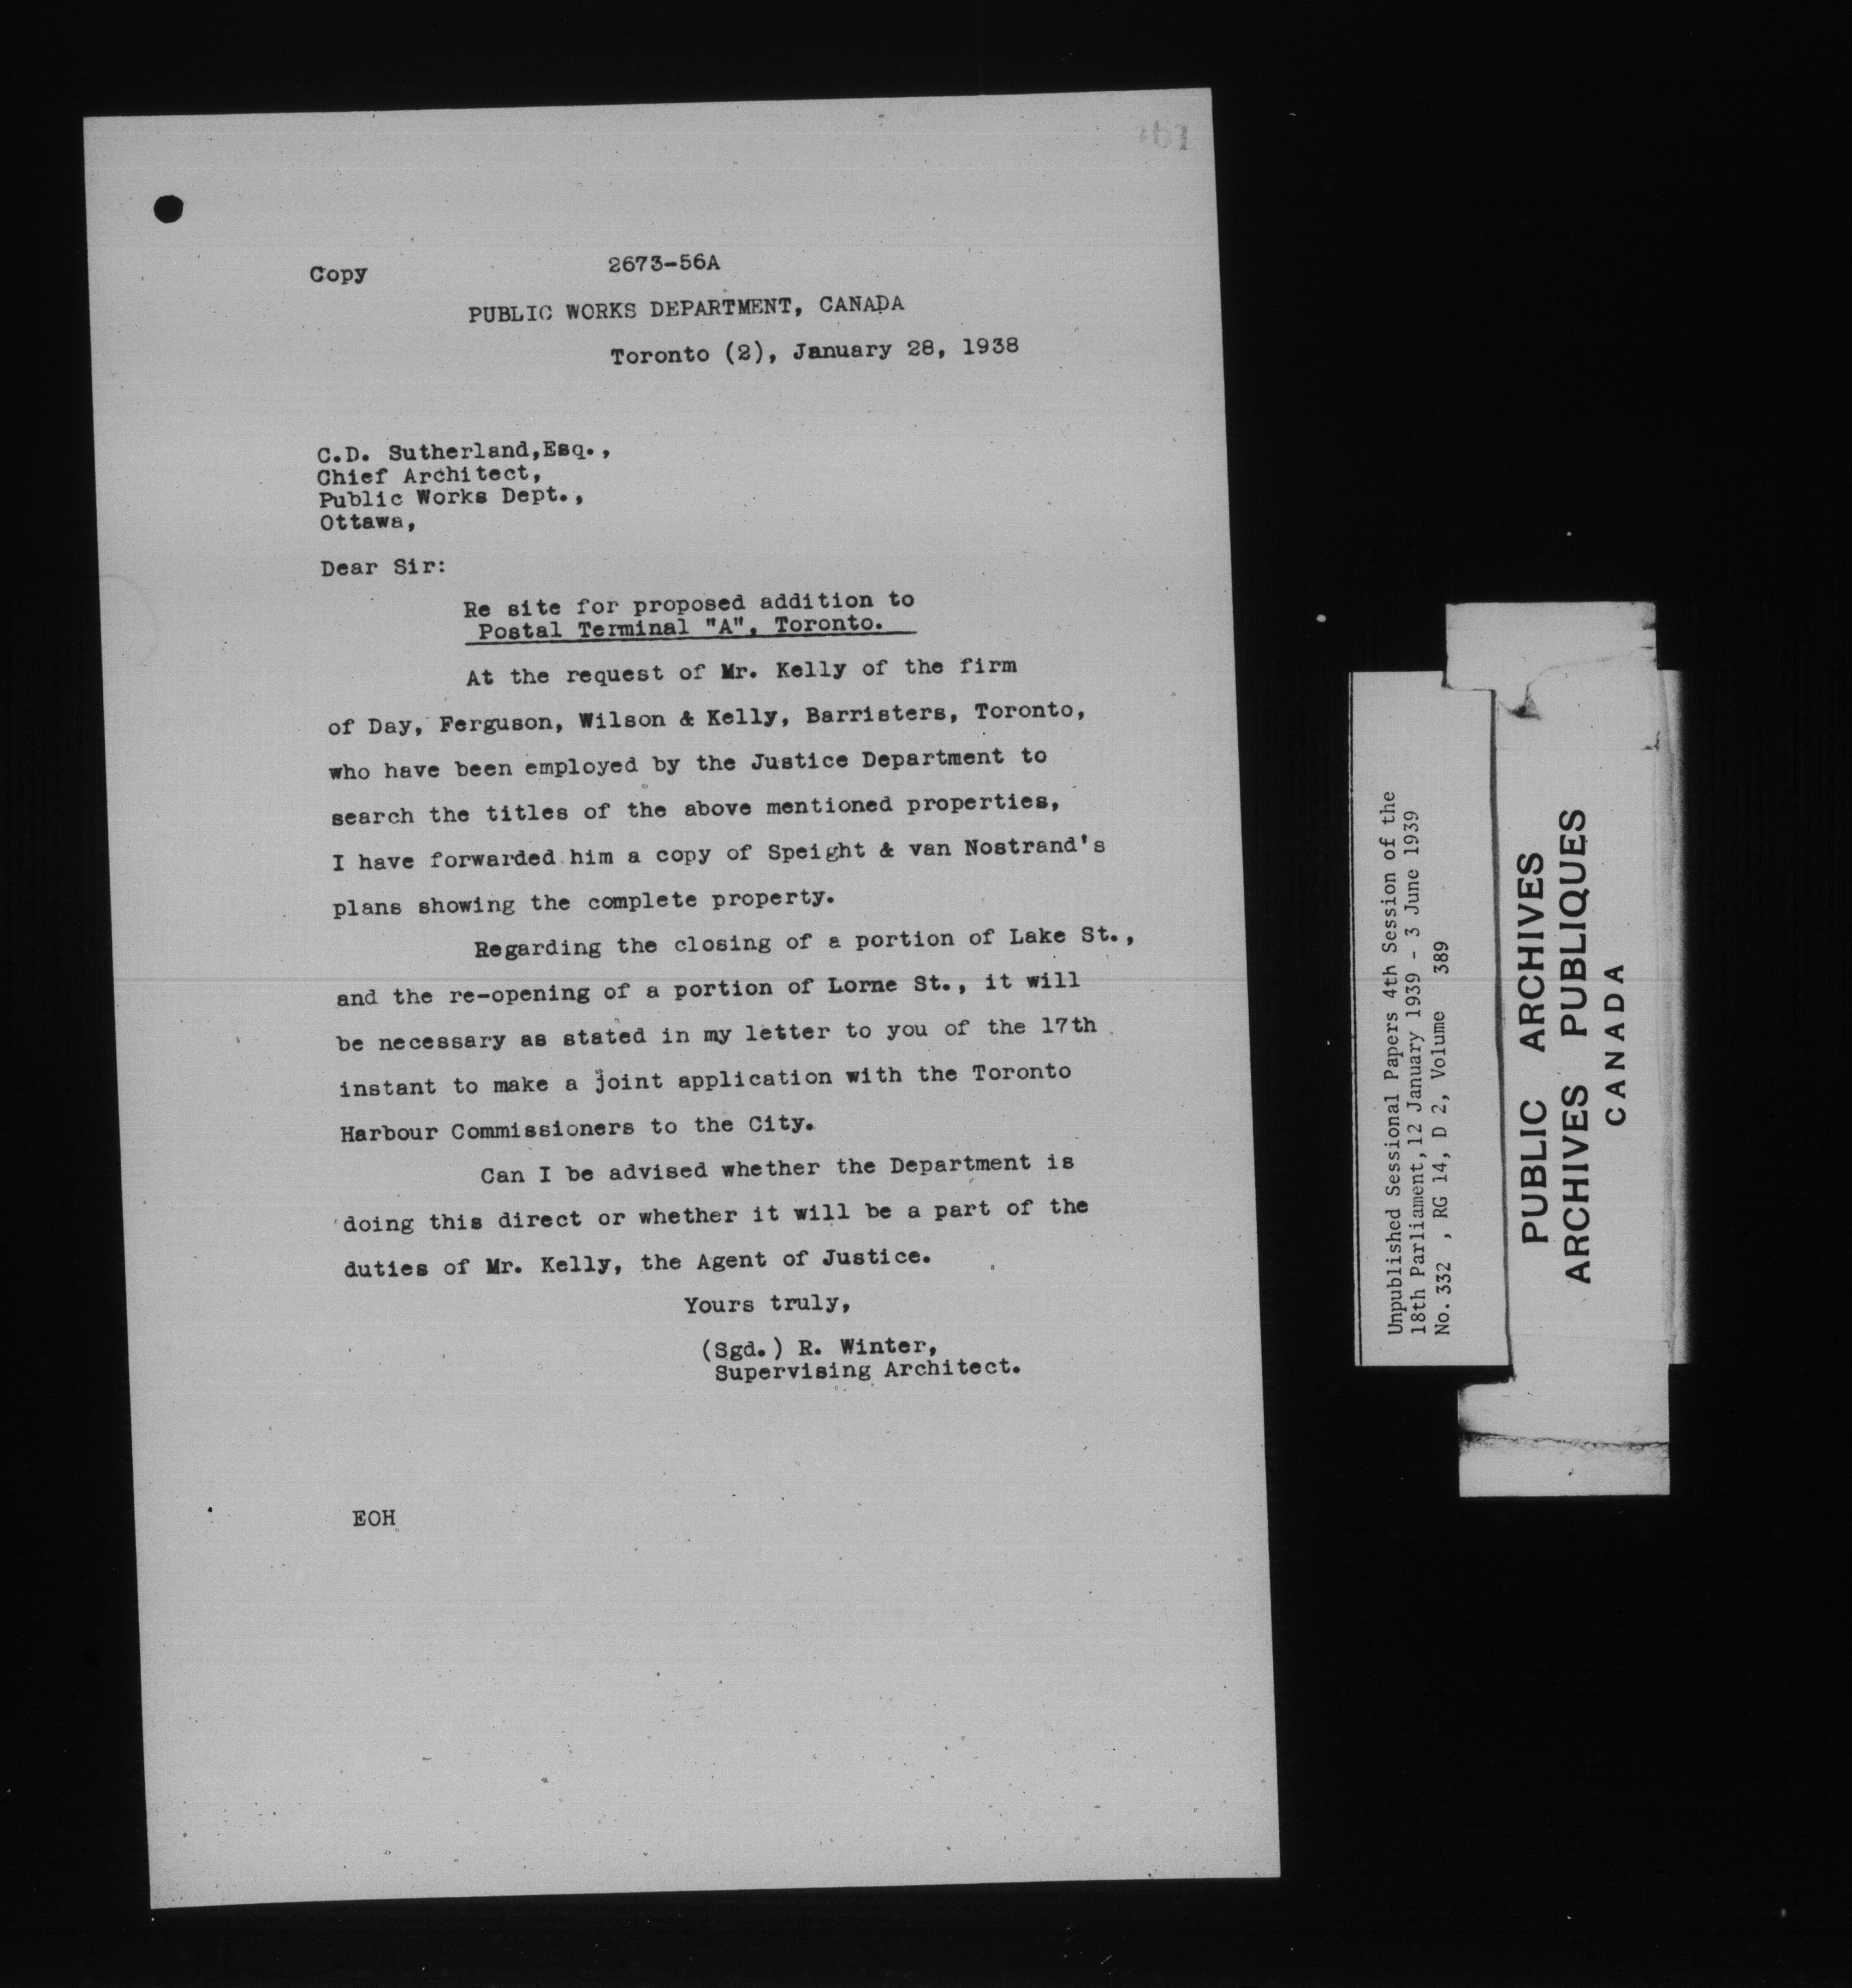 Copy
2673-56A
PUBLIC WORKS DEPARTMENT, CANADA
Toronto (2), January 28, 1938
C.D. Sutherland,Esq.,
Chief Architect,
Public Works Dept.,
Ottawa,
Dear Sir:
Re site for proposed addition to
Postal Terminal "A", Toronto.
At the request of Mr. Kelly of the firm
of Day, Ferguson, Wilson & Kelly, Barristers, Toronto,
who have been employed by the Justice Department to
search the titles of the above mentioned properties,
I have forwarded him a copy of Speight & van Nostrand's
plans showing the complete property.
Regarding the closing of a portion of Lake St.,
and the re-opening of a portion of Lorne St., it will
be necessary as stated in my letter to you of the 17th
instant to make a joint application with the Toronto
Harbour Commissioners to the City.
Can I be advised whether the Department is
doing this direct or whether it will be a part of the
duties of Mr. Kelly, the Agent of Justice.
Yours truly,
(Sgd.) R. Winter,
Supervising Architect.
EOH
Unpublished Sessional Papers 4th Session of the
18th Parliament,12 January 1939 - 3 June 1939
No. 332 , RG 14, D 2, Volume 389
PUBLIC ARCHIVES
ARCHIVES PUBLIQUES
CANADA